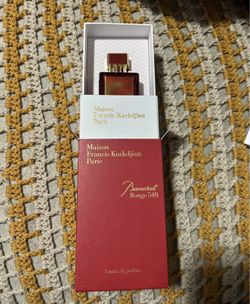 Maison
Francis Kurkdjian
Paris
Maison
Francis Kurkdjian
Paris
Baccarat
Rouge 540
Extrait de parfum